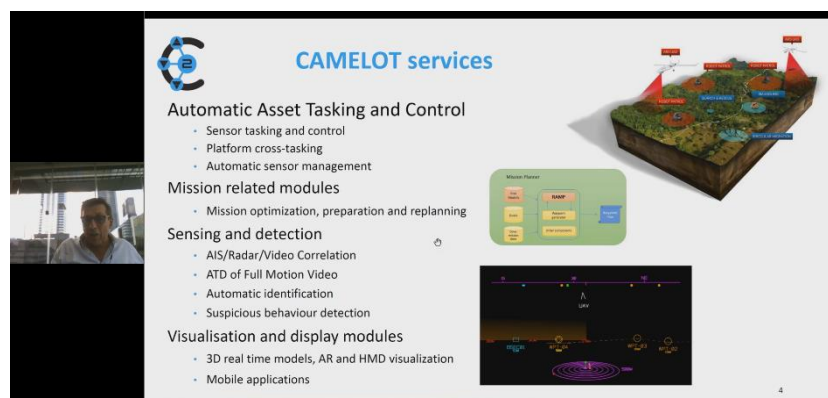 2
CAMELOT services
Automatic Asset Tasking and Control
Sensor tasking and control
Platform cross-tasking
Automatic sensor management
Mission related modules
Mission optimization, preparation and replanning
Sensing and detection
AIS/Radar/Video Correlation
ATD of Full Motion Video
Automatic identification
Suspicious behaviour detection
Visualisation and display modules
3D real time models, AR and HMD visualization
Mobile applications
Mission Planner
UAV
4